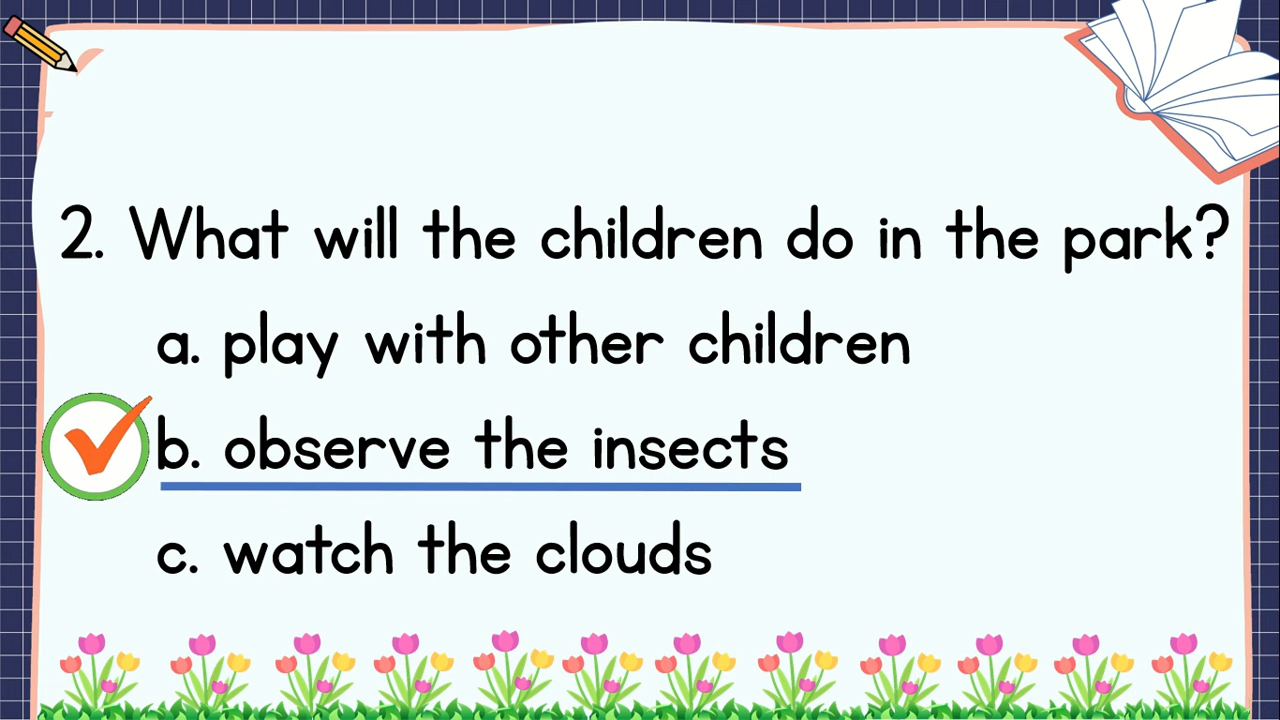 2. What will the children do in the park?
a. play with other children
b. observe the insects
c. watch the clouds